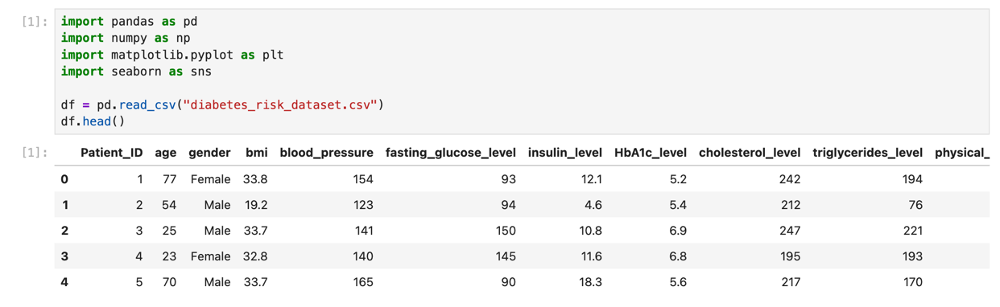 [1]: import pandas as pd
import numpy as np
import matplotlib.pyplot as plt
import seaborn as sns
df = pd.read_csv("diabetes_risk_dataset.csv")
df.head()
[1]: Patient_ID age gender bmi blood_pressure fasting_glucose_level insulin_level HbA1c_level cholesterol_level triglycerides_level physical_
0 1 77 Female 33.8 154 93 12.1 5.2 242 194
1 2 54 Male 19.2 123 94 4.6 5.4 212 76
2 3 25 Male 33.7 141 150 10.8 6.9 247 221
3 4 23 Female 32.8 140 145 11.6 6.8 195 193
4 5 70 Male 33.7 165 90 18.3 5.6 217 170